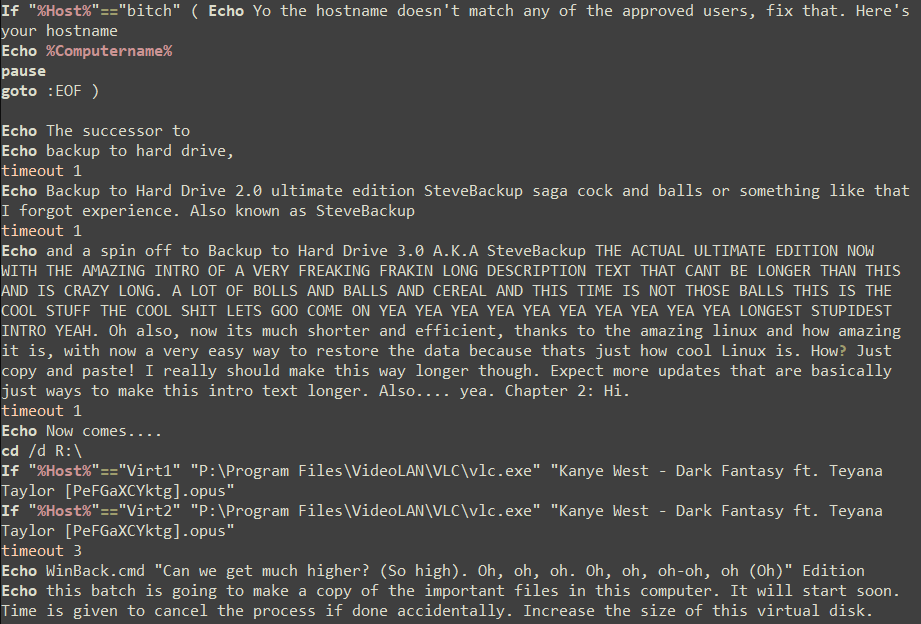 If "%Host%"=="bitch" ( Echo Yo the hostname doesn't match any of the approved users, fix that. Here's
your hostname
Echo %Computername%
pause
goto :EOF )
Echo The successor to
Echo backup to hard drive,
timeout 1
Echo Backup to Hard Drive 2.0 ultimate edition SteveBackup saga cock and balls or something like that
I forgot experience. Also known as SteveBackup
timeout 1
Echo and a spin off to Backup to Hard Drive 3.0 A.K.A SteveBackup THE ACTUAL ULTIMATE EDITION NOW
WITH THE AMAZING INTRO OF A VERY FREAKING FRAKIN LONG DESCRIPTION TEXT THAT CANT BE LONGER THAN THIS
AND IS CRAZY LONG. A LOT OF BOLLS AND BALLS AND CEREAL AND THIS TIME IS NOT THOSE BALLS THIS IS THE
COOL STUFF THE COOL SHIT LETS GOO COME ON YEA YEA YEA YEA YEA YEA YEA YEA YEA YEA LONGEST STUPIDEST
INTRO YEAH. Oh also, now its much shorter and efficient, thanks to the amazing linux and how amazing
it is, with now a very easy way to restore the data because thats just how cool Linux is. How? Just
copy and paste! I really should make this way longer though. Expect more updates that are basically
just ways to make this intro text longer. Also.... yea. Chapter 2: Hi.
timeout 1
Echo Now comes....
cd /d R:\
If "%Host%"=="Virt1" "P:\Program Files\VideoLAN\VLC\vlc.exe" "Kanye West - Dark Fantasy ft. Teyana
Taylor [PeFGaXCYktg].opus"
If "%Host%"=="Virt2" "P:\Program Files\VideoLAN\VLC\vlc.exe" "Kanye West - Dark Fantasy ft. Teyana
Taylor [PeFGaXCYktg].opus"
timeout 3
Echo WinBack.cmd "Can we get much higher? (So high). Oh, oh, oh. Oh, oh, oh-oh, oh (Oh)" Edition
Echo this batch is going to make a copy of the important files in this computer. It will start soon.
Time is given to cancel the process if done accidentally. Increase the size of this virtual disk.